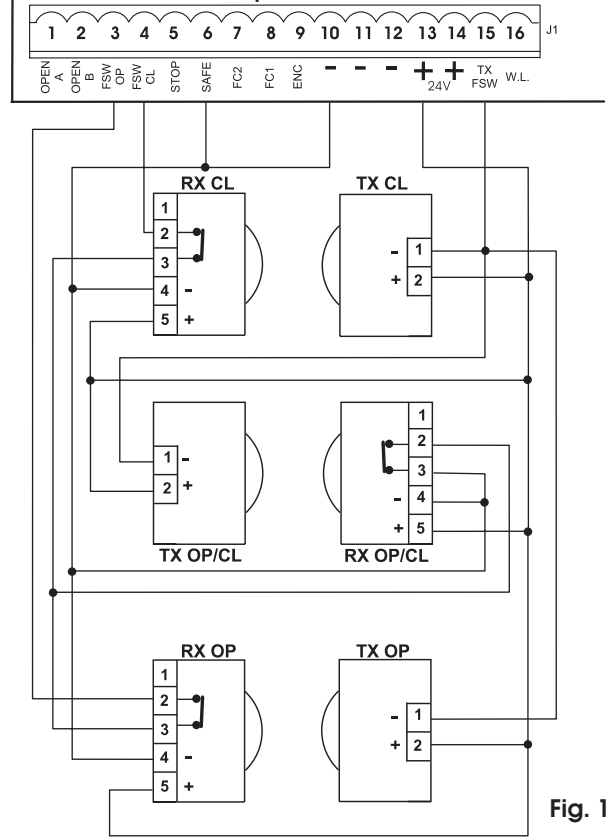 1 2 3 4 5 6 7 8 9 10 11 12 13 14 15 16 J1
OPEN A
OPEN B
FSW OP
FSW CL
STOP
SAFE
FC2
FC1
ENC
- - -
+ +
24V
TX FSW
W.L.
RX CL
1
2
3
4 -
5 +
TX CL
- 1
+ 2
1 -
2 +
TX OP/CL
1
2
3
- 4
+ 5
RX OP/CL
RX OP
1
2
3
4 -
5 +
TX OP
- 1
+ 2
Fig. 1